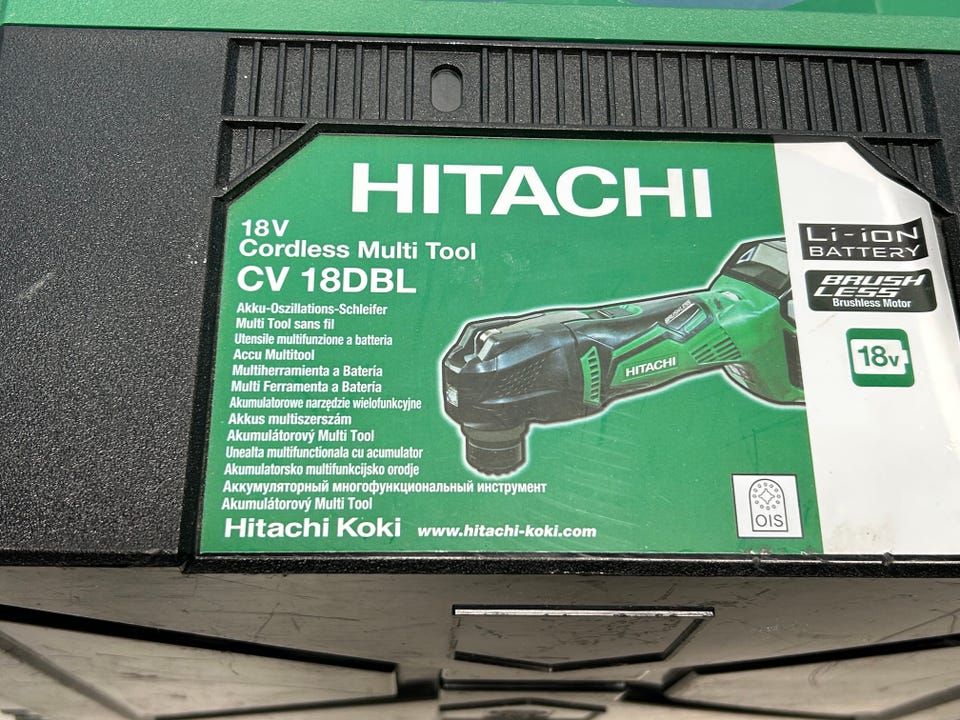 HITACHI
18V
Cordless Multi Tool
CV 18DBL
Akku-Oszillations-Schleifer
Multi Tool sans fil
Utensile multifunzione a batteria
Accu Multitool
Multiherramienta a Batería
Multi Ferramenta a Bateria
Akumulatorowe narzędzie wielofunkcyjne
Akkus multiszerszám
Akumulátorový Multi Tool
Unealta multifunctionala cu acumulator
Akumulatorsko multifunkcijsko orodje
Аккумуляторный многофункциональный инструмент
Akumulátorový Multi Tool
Hitachi Koki www.hitachi-koki.com
BRUSHLESS
HITACHI
Li-iON
BATTERY
BRUSH
LESS
Brushless Motor
18V
OIS